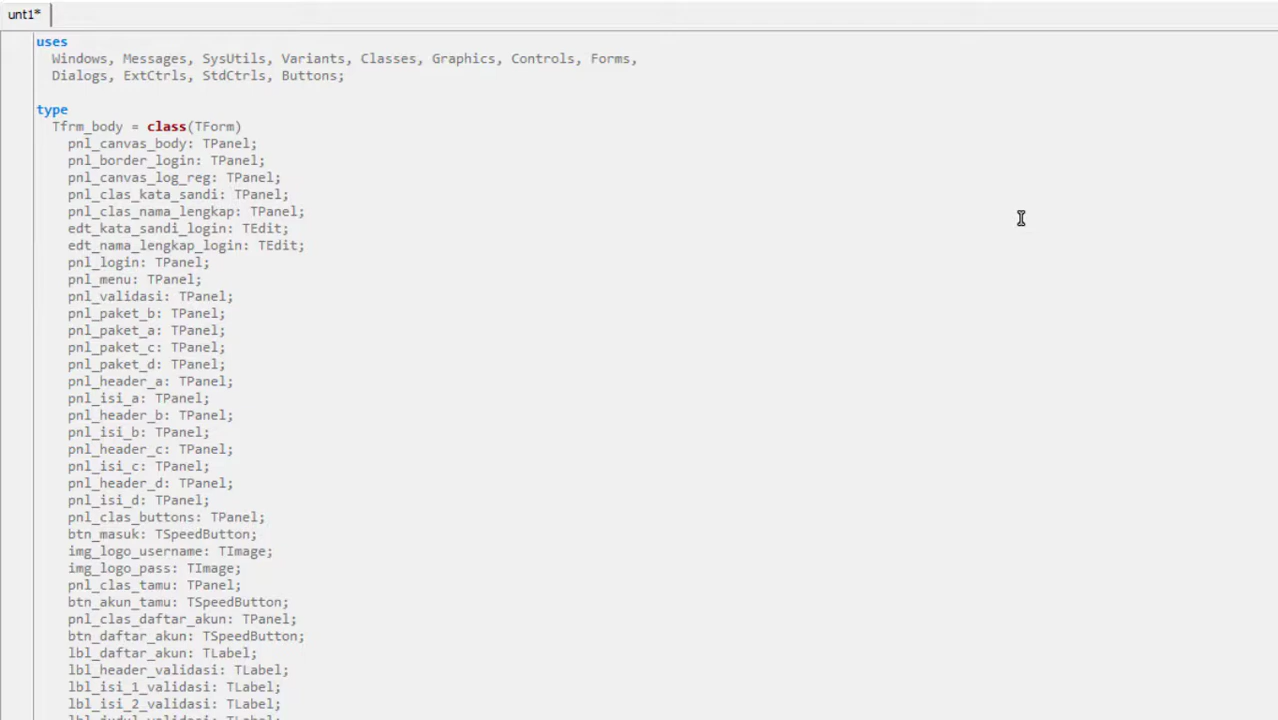 unt1*
uses
Windows, Messages, SysUtils, Variants, Classes, Graphics, Controls, Forms,
Dialogs, ExtCtrls, StdCtrls, Buttons;
type
Tfrm_body = class(TForm)
pnl_canvas_body: TPanel;
pnl_border_login: TPanel;
pnl_canvas_log_reg: TPanel;
pnl_clas_kata_sandi: TPanel;
pnl_clas_nama_lengkap: TPanel;
edt_kata_sandi_login: TEdit;
edt_nama_lengkap_login: TEdit;
pnl_login: TPanel;
pnl_menu: TPanel;
pnl_validasi: TPanel;
pnl_paket_b: TPanel;
pnl_paket_a: TPanel;
pnl_paket_c: TPanel;
pnl_paket_d: TPanel;
pnl_header_a: TPanel;
pnl_isi_a: TPanel;
pnl_header_b: TPanel;
pnl_isi_b: TPanel;
pnl_header_c: TPanel;
pnl_isi_c: TPanel;
pnl_header_d: TPanel;
pnl_isi_d: TPanel;
pnl_clas_buttons: TPanel;
btn_masuk: TSpeedButton;
img_logo_username: TImage;
img_logo_pass: TImage;
pnl_clas_tamu: TPanel;
btn_akun_tamu: TSpeedButton;
pnl_clas_daftar_akun: TPanel;
btn_daftar_akun: TSpeedButton;
lbl_daftar_akun: TLabel;
lbl_header_validasi: TLabel;
lbl_isi_1_validasi: TLabel;
lbl_isi_2_validasi: TLabel;